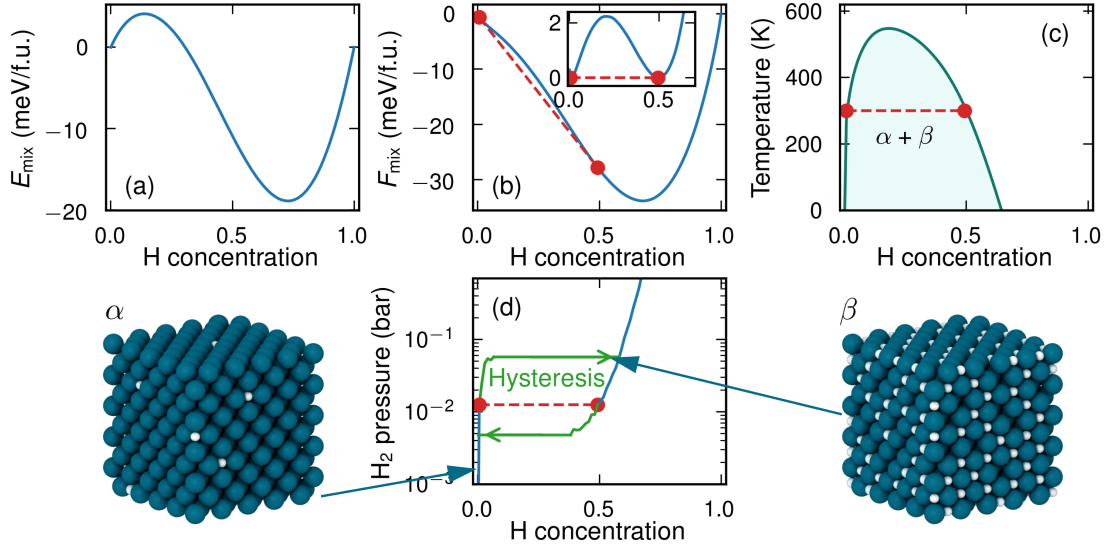 E_mix (meV/f.u.)
0
−10
−20
(a)
0.0 0.5 1.0
H concentration
F_mix (meV/f.u.)
0
−10
−20
−30
(b)
2
0
0.0 0.5
0.0 0.5 1.0
H concentration
Temperature (K)
600
400
200
0
(c)
α + β
0.0 0.5 1.0
H concentration
α
H₂ pressure (bar)
10⁻¹
10⁻²
10⁻³
(d)
Hysteresis
0.0 0.5 1.0
H concentration
β